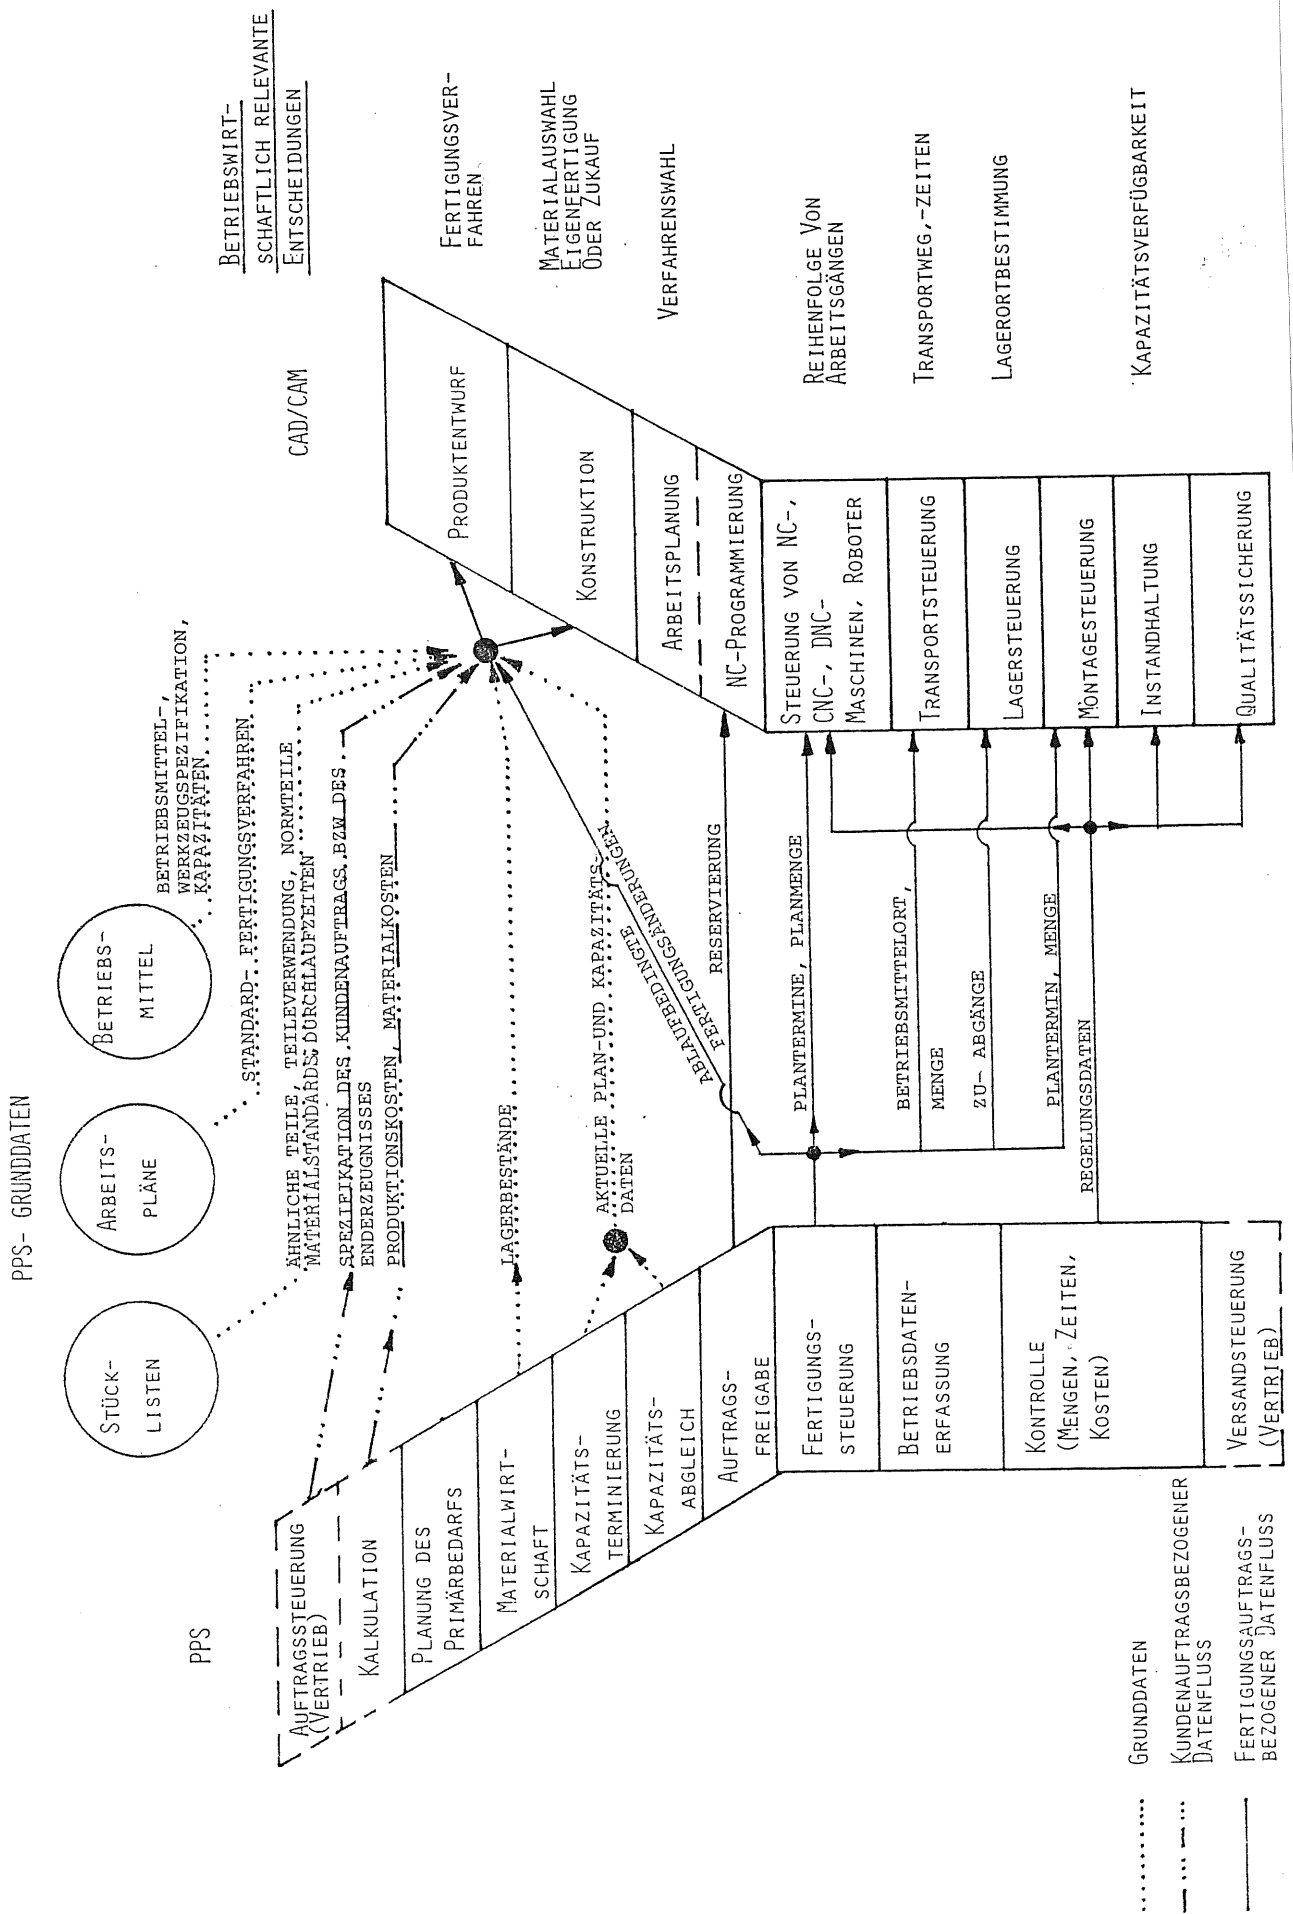 PPS- GRUNDDATEN
STÜCK-
LISTEN
ARBEITS-
PLÄNE
BETRIEBS-
MITTEL
PPS
CAD/CAM
BETRIEBSWIRT-
SCHAFTLICH RELEVANTE
ENTSCHEIDUNGEN
BETRIEBSMITTEL-,
WERKZEUGSPEZIFIKATION,
KAPAZITÄTEN
STANDARD- FERTIGUNGSVERFAHREN
ÄHNLICHE TEILE, TEILEVERWENDUNG, NORMTEILE
MATERIALSTANDARDS, DURCHLAUFZEITEN
SPEZIFIKATION DES KUNDENAUFTRAGS BZW DES
ENDERZEUGNISSES
PRODUKTIONSKOSTEN, MATERIALKOSTEN
LAGERBESTÄNDE
AKTUELLE PLAN-UND KAPAZITÄTS-
DATEN
ABLAUFBEDINGTE
FERTIGUNGSÄNDERUNGEN
RESERVIERUNG
PLANTERMINE, PLANMENGE
BETRIEBSMITTELORT,
MENGE
ZU- ABGÄNGE
PLANTERMIN, MENGE
REGELUNGSDATEN
AUFTRAGSSTEUERUNG
(VERTRIEB)
KALKULATION
PLANUNG DES
PRIMÄRBEDARFS
MATERIALWIRT-
SCHAFT
KAPAZITÄTS-
TERMINIERUNG
KAPAZITÄTS-
ABGLEICH
AUFTRAGS-
FREIGABE
FERTIGUNGS-
STEUERUNG
BETRIEBSDATEN-
ERFASSUNG
KONTROLLE
(MENGEN, ZEITEN,
KOSTEN)
VERSANDSTEUERUNG
(VERTRIEB)
PRODUKTENTWURF
KONSTRUKTION
ARBEITSPLANUNG
NC-PROGRAMMIERUNG
STEUERUNG VON NC-,
CNC-, DNC-
MASCHINEN, ROBOTER
TRANSPORTSTEUERUNG
LAGERSTEUERUNG
MONTAGESTEUERUNG
INSTANDHALTUNG
QUALITÄTSSICHERUNG
FERTIGUNGSVER-
FAHREN
MATERIALAUSWAHL
EIGENFERTIGUNG
ODER ZUKAUF
VERFAHRENSWAHL
REIHENFOLGE VON
ARBEITSGÄNGEN
TRANSPORTWEG,-ZEITEN
LAGERORTBESTIMMUNG
KAPAZITÄTSVERFÜGBARKEIT
GRUNDDATEN
KUNDENAUFTRAGSBEZOGENER
DATENFLUSS
FERTIGUNGSAUFTRAGS-
BEZOGENER DATENFLUSS